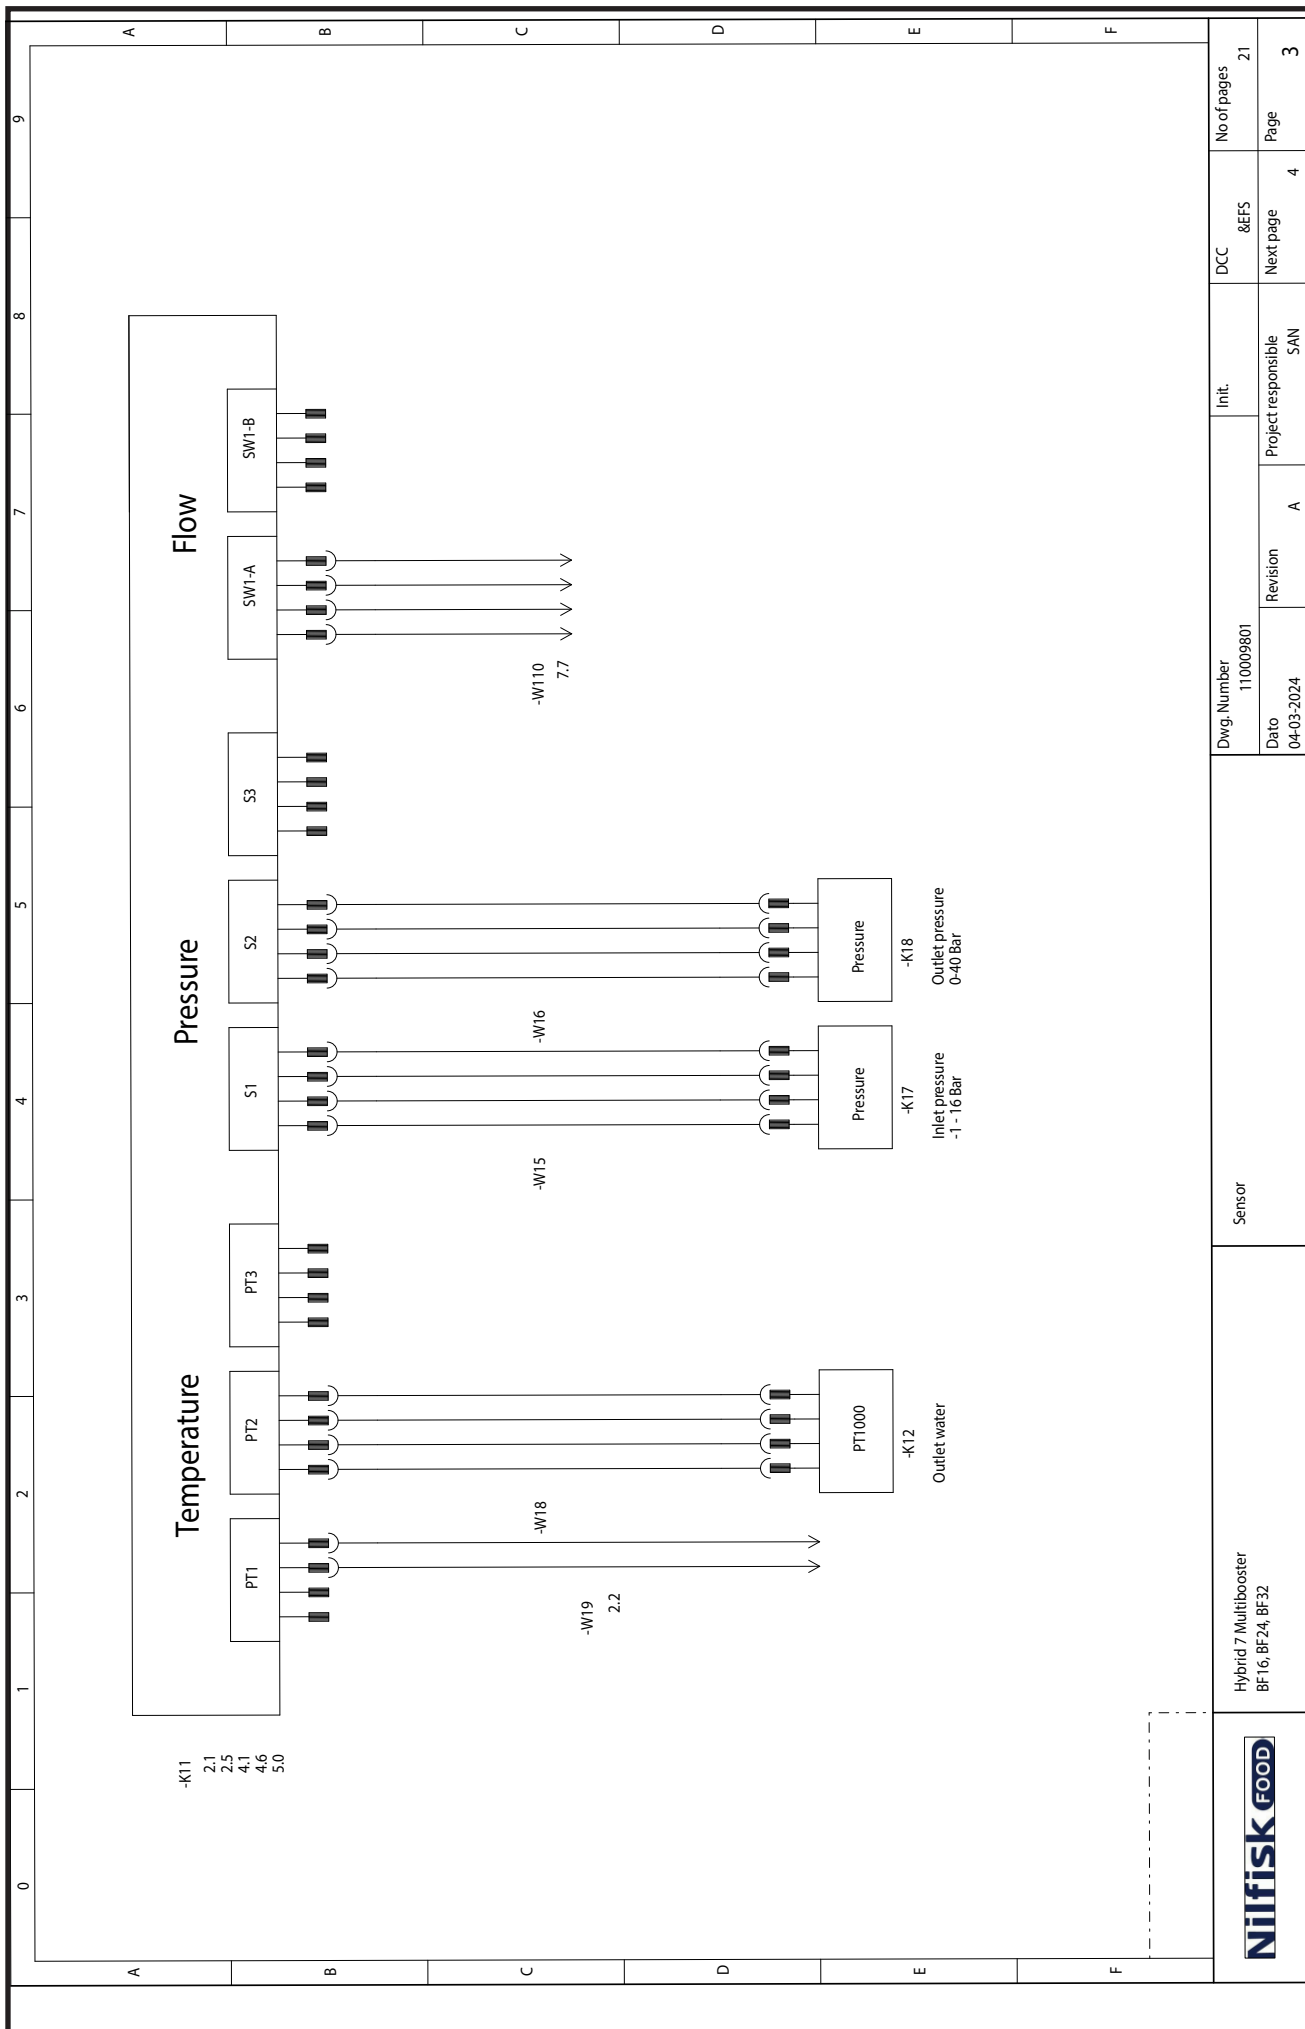 0 1 2 3 4 5 6 7 8 9
A
B
C
D
E
F
A
B
C
D
E
F
-K11
2.1
2.5
4.1
4.6
5.0
Temperature
Pressure
Flow
PT1
PT2
PT3
S1
S2
S3
SW1-A
SW1-B
-W19
2.2
-W18
-W15
-W16
-W110
7.7
PT1000
-K12
Outlet water
Pressure
-K17
Inlet pressure
-1 - 16 Bar
Pressure
-K18
Outlet pressure
0-40 Bar
Nilfisk FOOD
Hybrid 7 Multibooster
BF16, BF24, BF32
Sensor
Dwg. Number
110009801
Init.
DCC
&EFS
No of pages
21
Dato
04-03-2024
Revision
A
Project responsible
SAN
Next page
4
Page
3